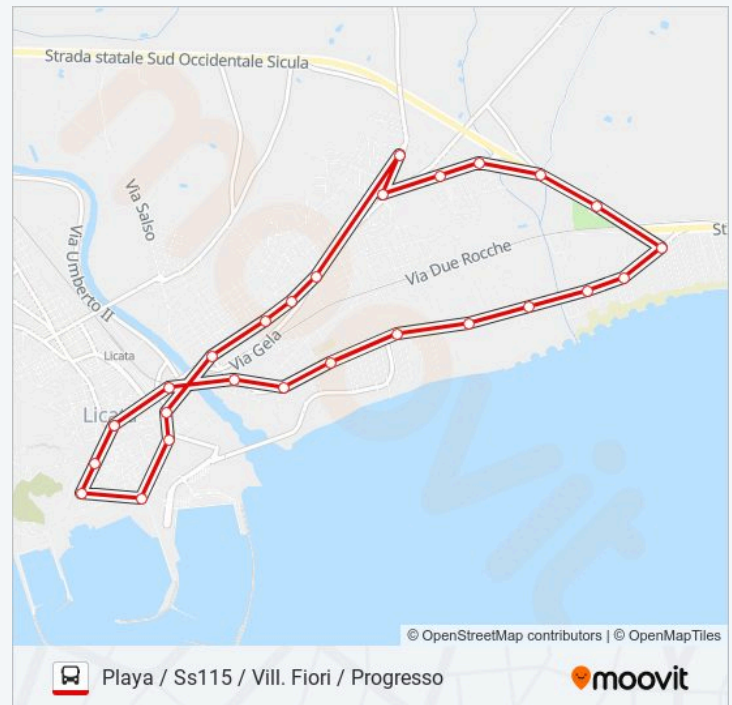 Strada statale Sud Occidentale Sicula
Via Salso
Via Umberto II
Via Due Rocche
St
Via Gela
Licata
© OpenStreetMap contributors | © OpenMapTiles
Playa / Ss115 / Vill. Fiori / Progresso
moovit
moovit